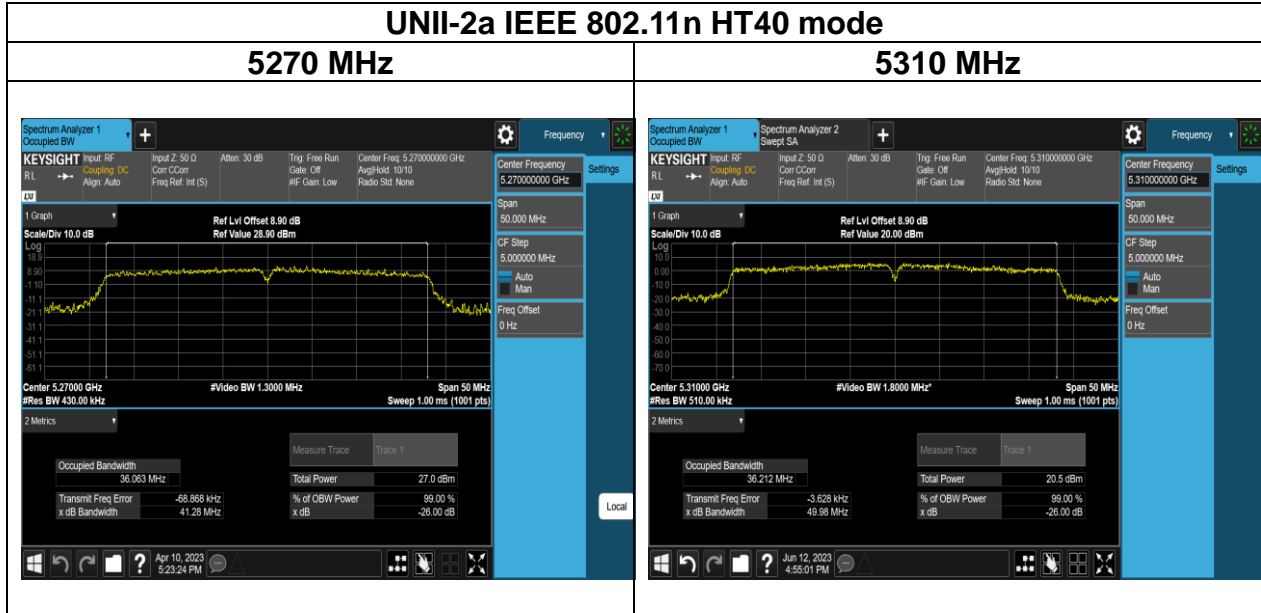 UNII-2a IEEE 802.11n HT40 mode
5270 MHz
5310 MHz
Spectrum Analyzer 1
Occupied BW
+
Frequency
KEYSIGHT
RL
Input: RF
Coupling: DC
Align: Auto
Input Z: 50 Ω
Corr CCorr
Freq Ref: Int (S)
Atten: 30 dB
Trig: Free Run
Gate: Off
#IF Gain: Low
Center Freq: 5.270000000 GHz
Avg|Hold: 10/10
Radio Std: None
LXI
1 Graph
Scale/Div 10.0 dB
Ref Lvl Offset 8.90 dB
Ref Value 28.90 dBm
Log
18.9
8.90
-1.10
-11.1
-21.1
-31.1
-41.1
-51.1
-61.1
Center 5.27000 GHz
#Video BW 1.3000 MHz
Span 50 MHz
#Res BW 430.00 kHz
Sweep 1.00 ms (1001 pts)
2 Metrics
Measure Trace
Trace 1
Occupied Bandwidth
36.063 MHz
Total Power
27.0 dBm
Transmit Freq Error
-68.868 kHz
% of OBW Power
99.00 %
x dB Bandwidth
41.28 MHz
x dB
-26.00 dB
Center Frequency
5.270000000 GHz
Settings
Span
50.000 MHz
CF Step
5.000000 MHz
Auto
Man
Freq Offset
0 Hz
Local
?
Apr 10, 2023
5:23:24 PM
Spectrum Analyzer 1
Occupied BW
Spectrum Analyzer 2
Swept SA
+
Frequency
KEYSIGHT
RL
Input: RF
Coupling: DC
Align: Auto
Input Z: 50 Ω
Corr CCorr
Freq Ref: Int (S)
Atten: 30 dB
Trig: Free Run
Gate: Off
#IF Gain: Low
Center Freq: 5.310000000 GHz
Avg|Hold: 10/10
Radio Std: None
LXI
1 Graph
Scale/Div 10.0 dB
Ref Lvl Offset 8.90 dB
Ref Value 20.00 dBm
Log
10.0
0.00
-10.0
-20.0
-30.0
-40.0
-50.0
-60.0
-70.0
Center 5.31000 GHz
#Video BW 1.8000 MHz*
Span 50 MHz
#Res BW 510.00 kHz
Sweep 1.00 ms (1001 pts)
2 Metrics
Measure Trace
Trace 1
Occupied Bandwidth
36.212 MHz
Total Power
20.5 dBm
Transmit Freq Error
-3.628 kHz
% of OBW Power
99.00 %
x dB Bandwidth
49.98 MHz
x dB
-26.00 dB
Center Frequency
5.310000000 GHz
Settings
Span
50.000 MHz
CF Step
5.000000 MHz
Auto
Man
Freq Offset
0 Hz
?
Jun 12, 2023
4:55:01 PM